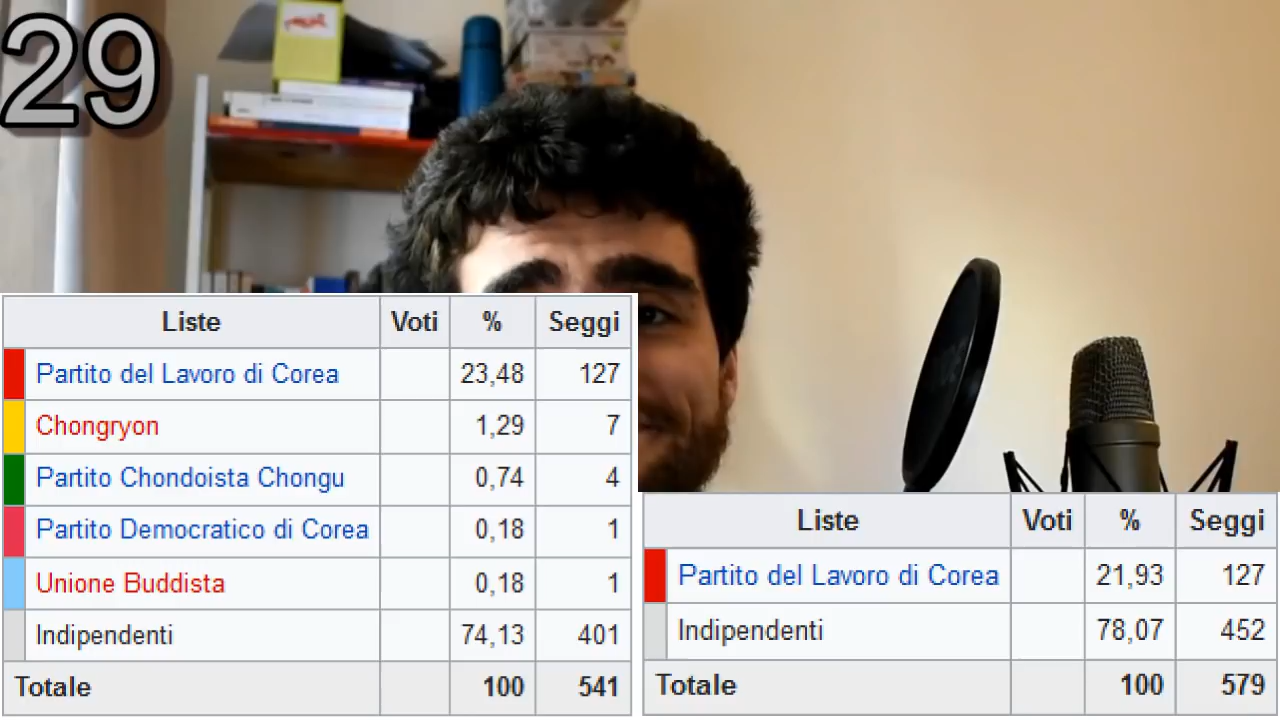 29
Liste Voti % Seggi
Partito del Lavoro di Corea 23,48 127
Chongryon 1,29 7
Partito Chondoista Chongu 0,74 4
Partito Democratico di Corea 0,18 1
Unione Buddista 0,18 1
Indipendenti 74,13 401
Totale 100 541
Liste Voti % Seggi
Partito del Lavoro di Corea 21,93 127
Indipendenti 78,07 452
Totale 100 579